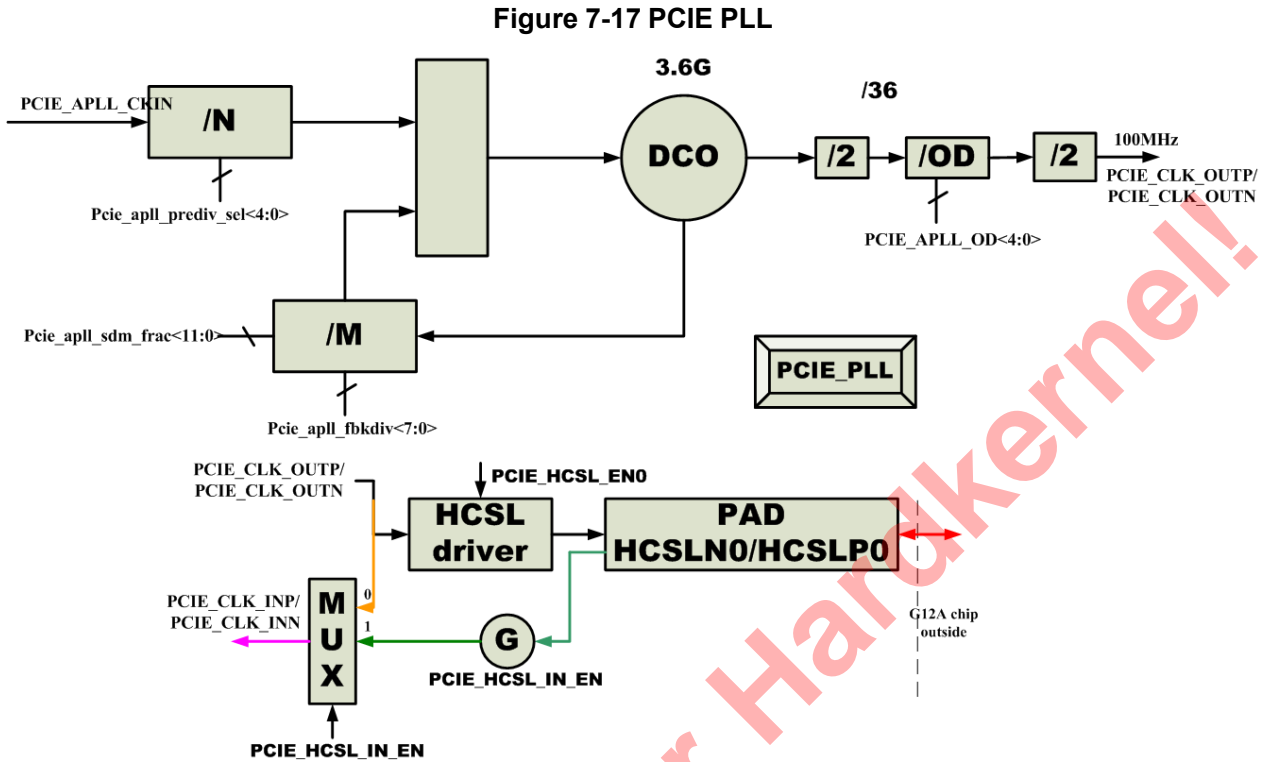 Figure 7-17 PCIE PLL
3.6G
/36
PCIE_APLL_CKIN
/N
DCO
/2
/OD
/2
100MHz
PCIE_CLK_OUTP/
PCIE_CLK_OUTN
Pcie_apll_prediv_sel<4:0>
PCIE_APLL_OD<4:0>
Pcie_apll_sdm_frac<11:0>
/M
PCIE_PLL
Pcie_apll_fbkdiv<7:0>
PCIE_CLK_OUTP/
PCIE_CLK_OUTN
PCIE_HCSL_EN0
HCSL
driver
PAD
HCSLN0/HCSLP0
PCIE_CLK_INP/
PCIE_CLK_INN
M
U
X
0
1
G
PCIE_HCSL_IN_EN
G12A chip
outside
PCIE_HCSL_IN_EN
r Hardkernel!